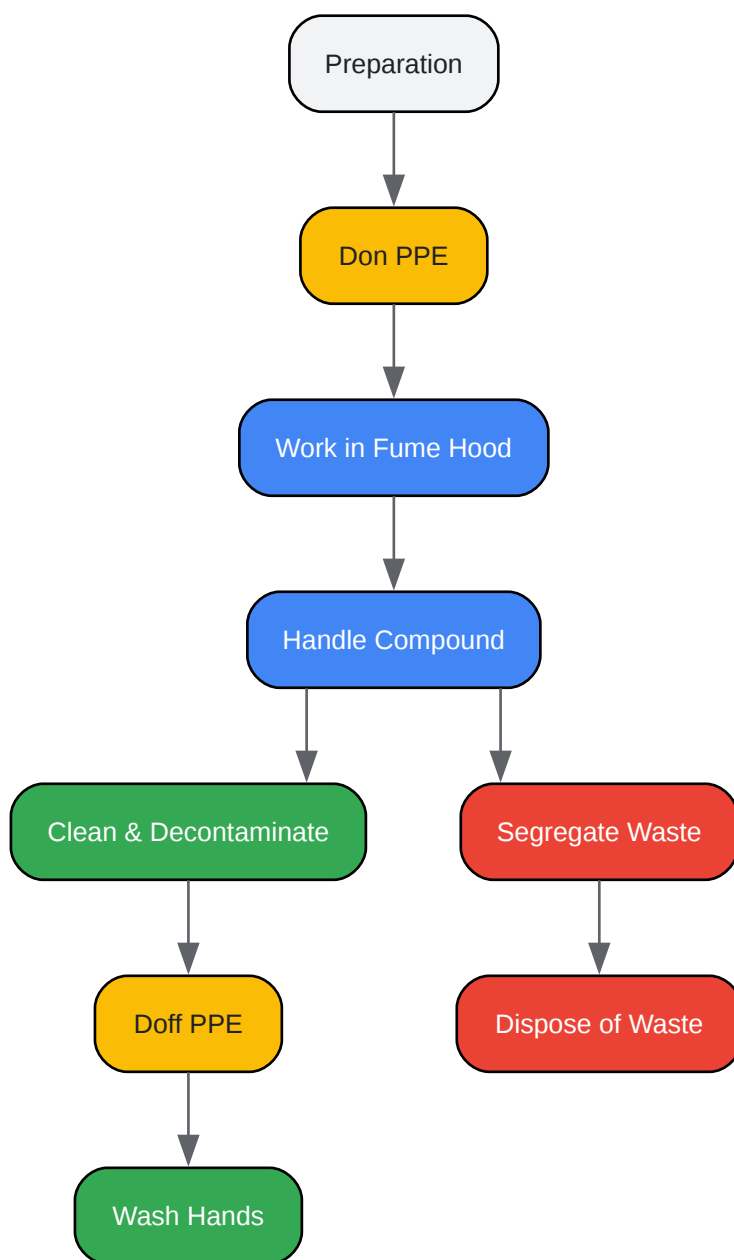 Preparation
Don PPE
Work in Fume Hood
Handle Compound
Clean & Decontaminate
Segregate Waste
Doff PPE
Dispose of Waste
Wash Hands